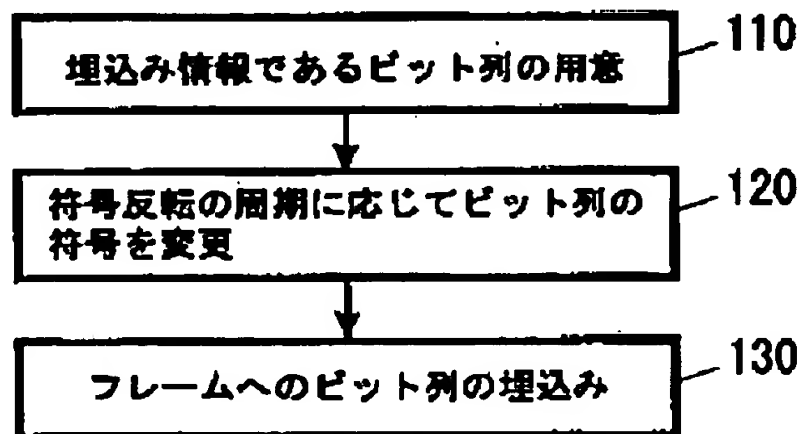 埋込み情報であるビット列の用意
110
符号反転の周期に応じてビット列の
符号を変更
120
フレームへのビット列の埋込み
130